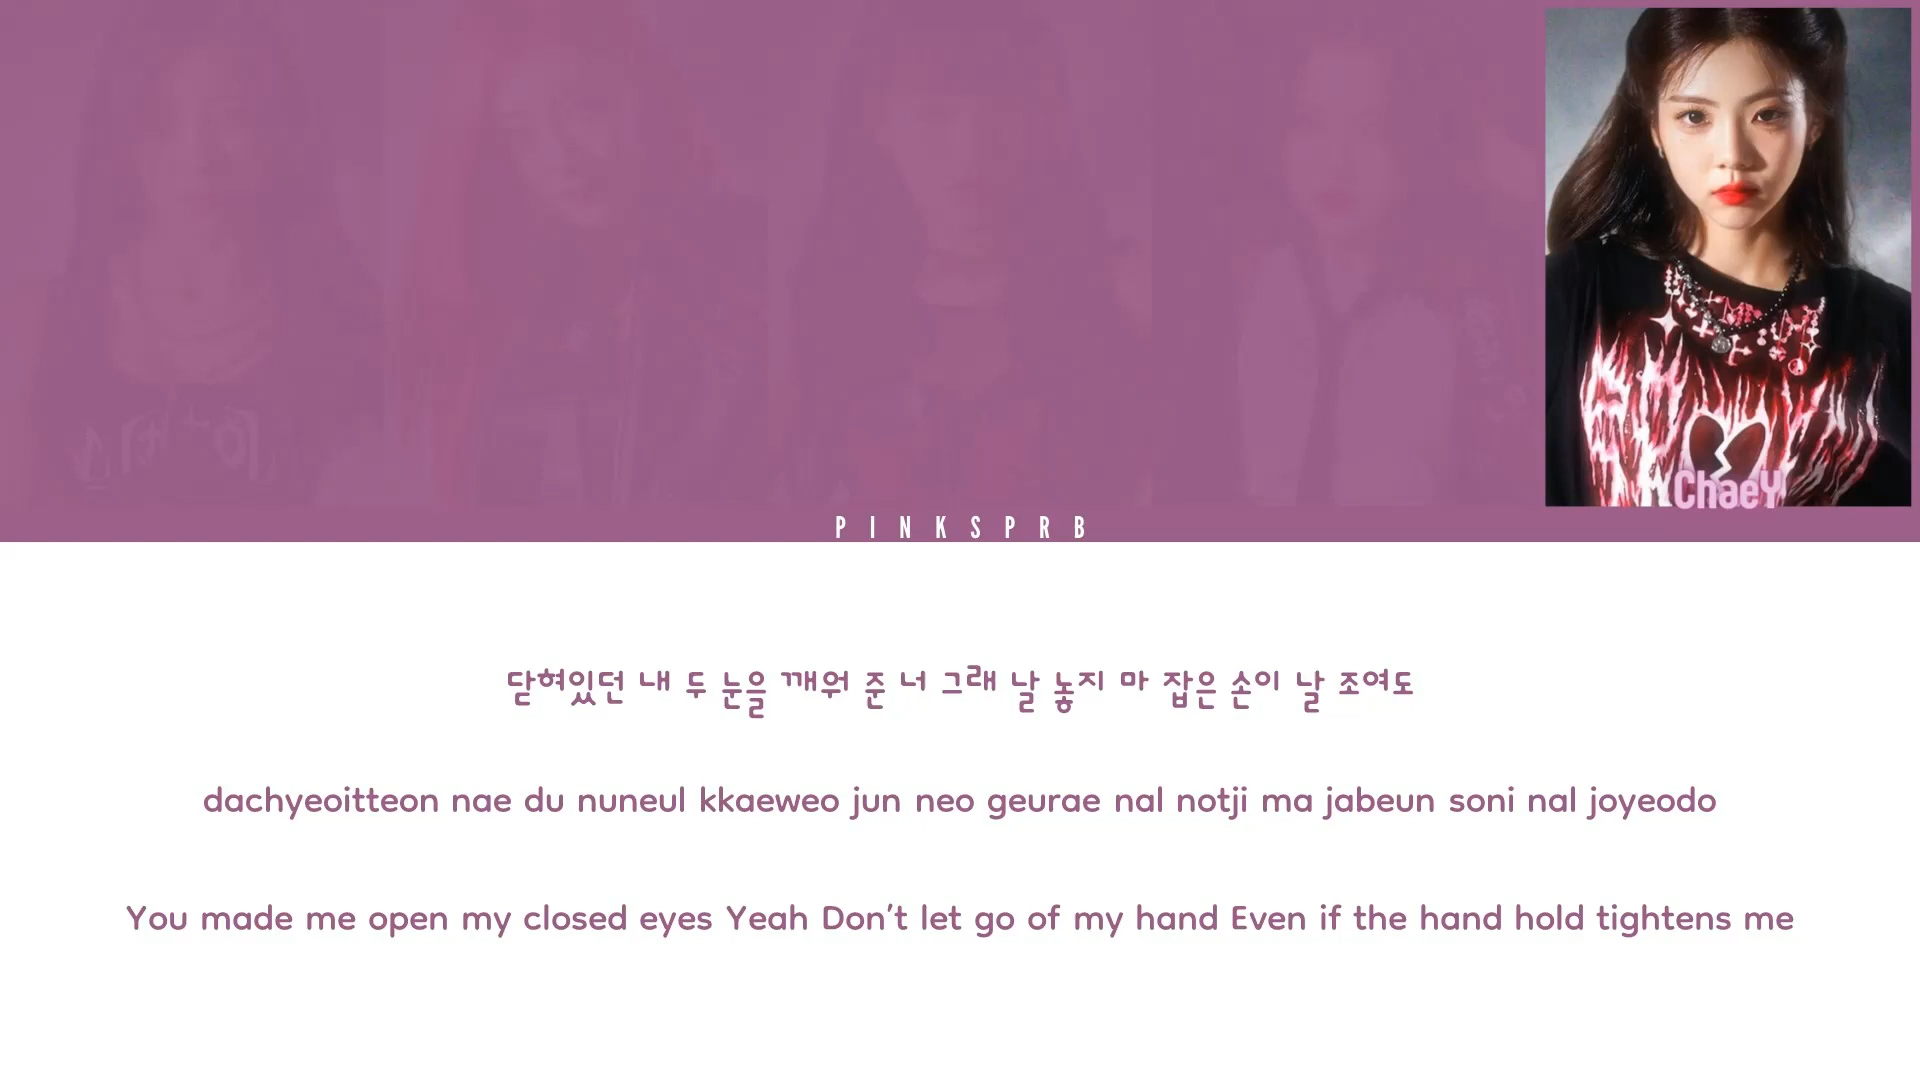 ChaeY
PINKSPRB
닫혀있던 내 두 눈을 깨워 준 너 그래 날 놓지 마 잡은 손이 날 조여도
dachyeoitteon nae du nuneul kkaeweo jun neo geurae nal notji ma jabeun soni nal joyeodo
You made me open my closed eyes Yeah Don't let go of my hand Even if the hand hold tightens me